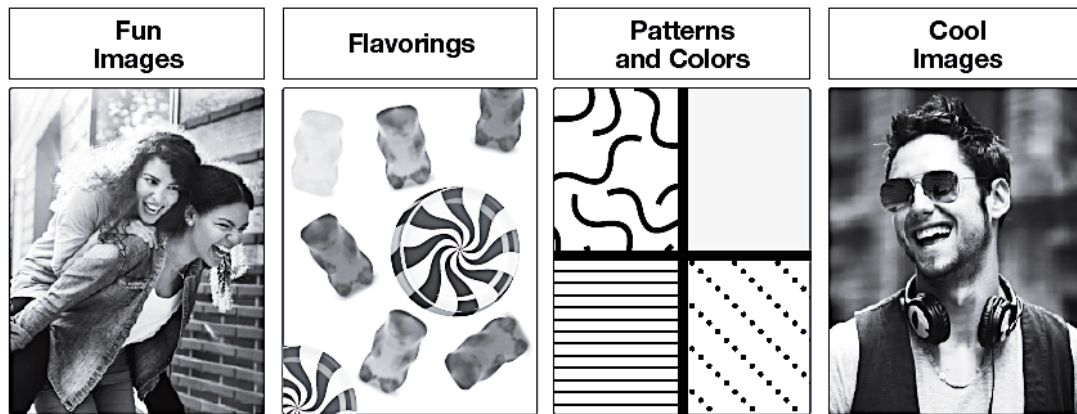 Fun
Images
Flavorings
Patterns
and Colors
Cool
Images